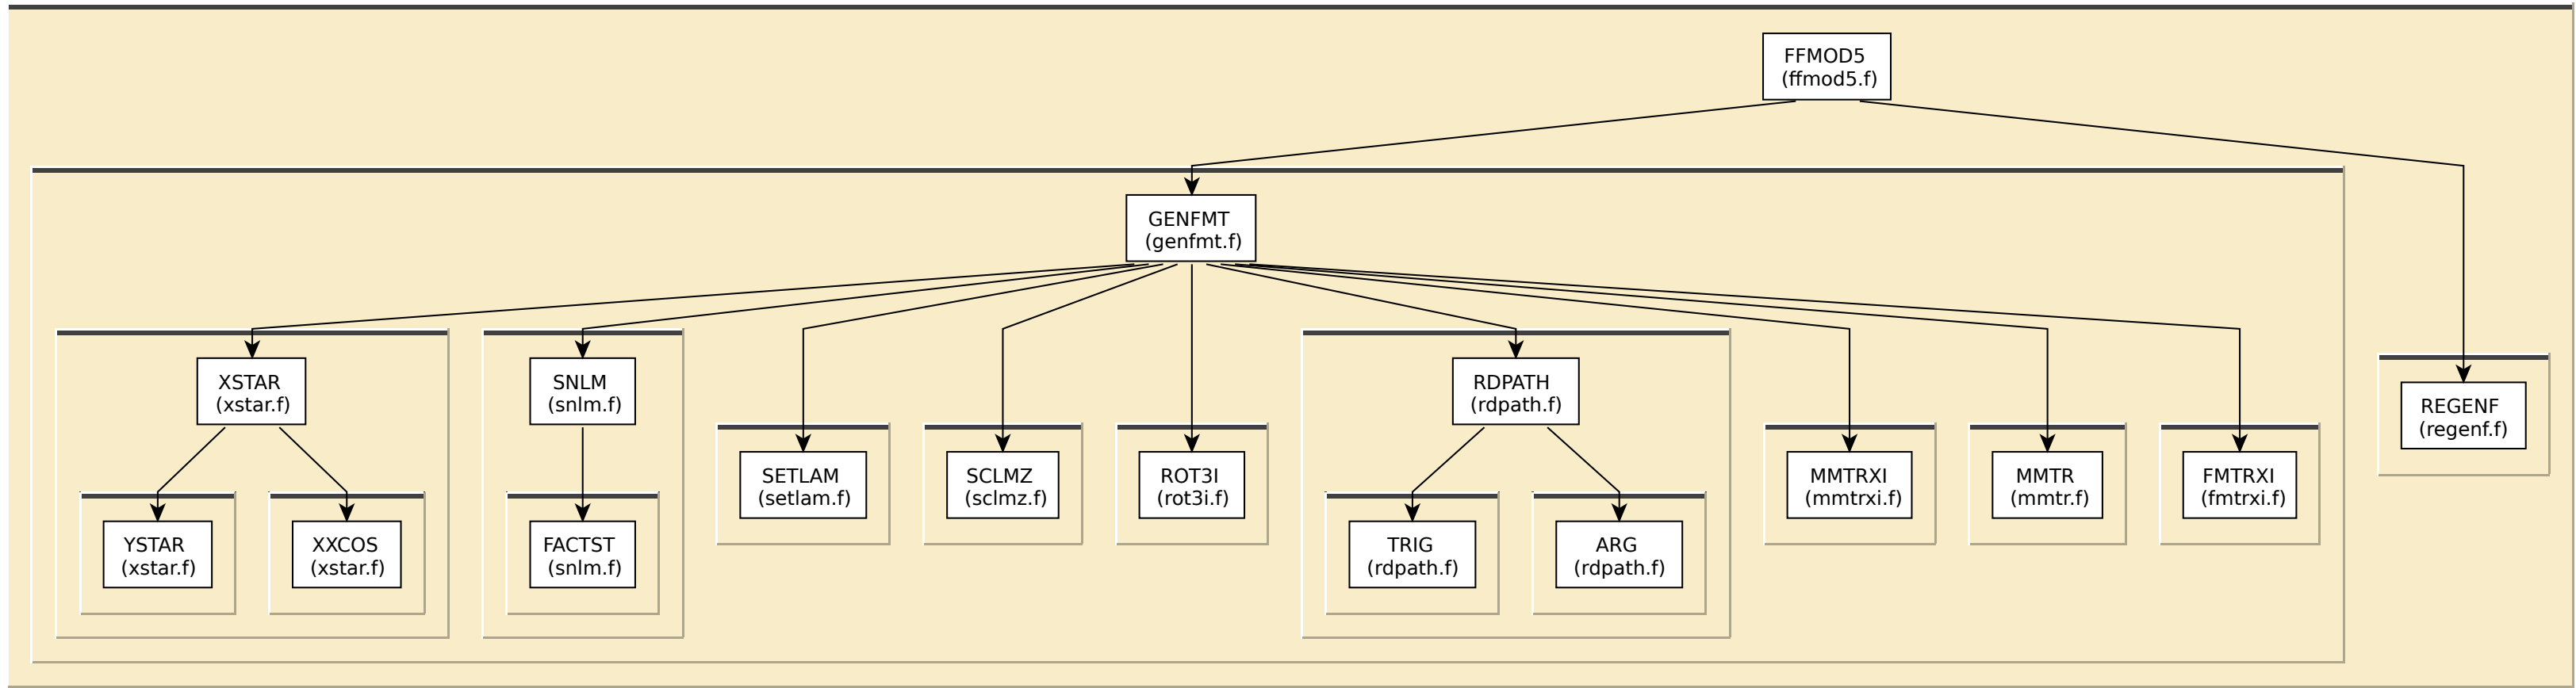 FFMOD5
(ffmod5.f)
GENFMT
(genfmt.f)
XSTAR
(xstar.f)
SNLM
(snlm.f)
RDPATH
(rdpath.f)
REGENF
(regenf.f)
SETLAM
(setlam.f)
SCLMZ
(sclmz.f)
ROT3I
(rot3i.f)
MMTRXI
(mmtrxi.f)
MMTR
(mmtr.f)
FMTRXI
(fmtrxi.f)
YSTAR
(xstar.f)
XXCOS
(xstar.f)
FACTST
(snlm.f)
TRIG
(rdpath.f)
ARG
(rdpath.f)